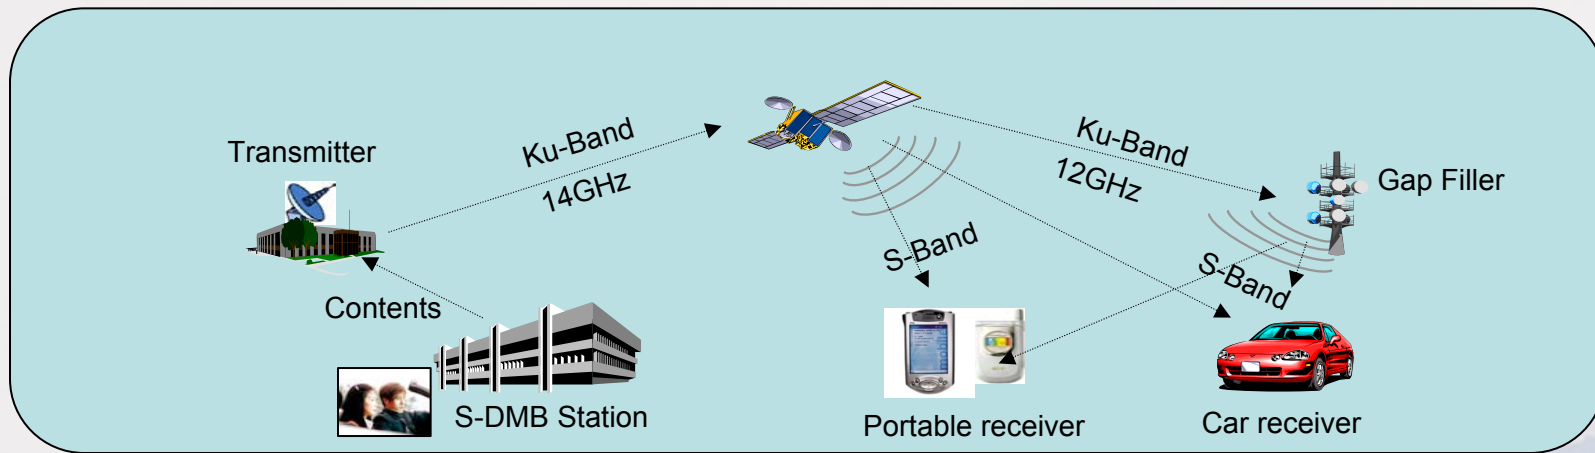 Transmitter
Ku-Band
14GHz
Ku-Band
12GHz
Gap Filler
S-Band
S-Band
Contents
S-DMB Station
Portable receiver
Car receiver